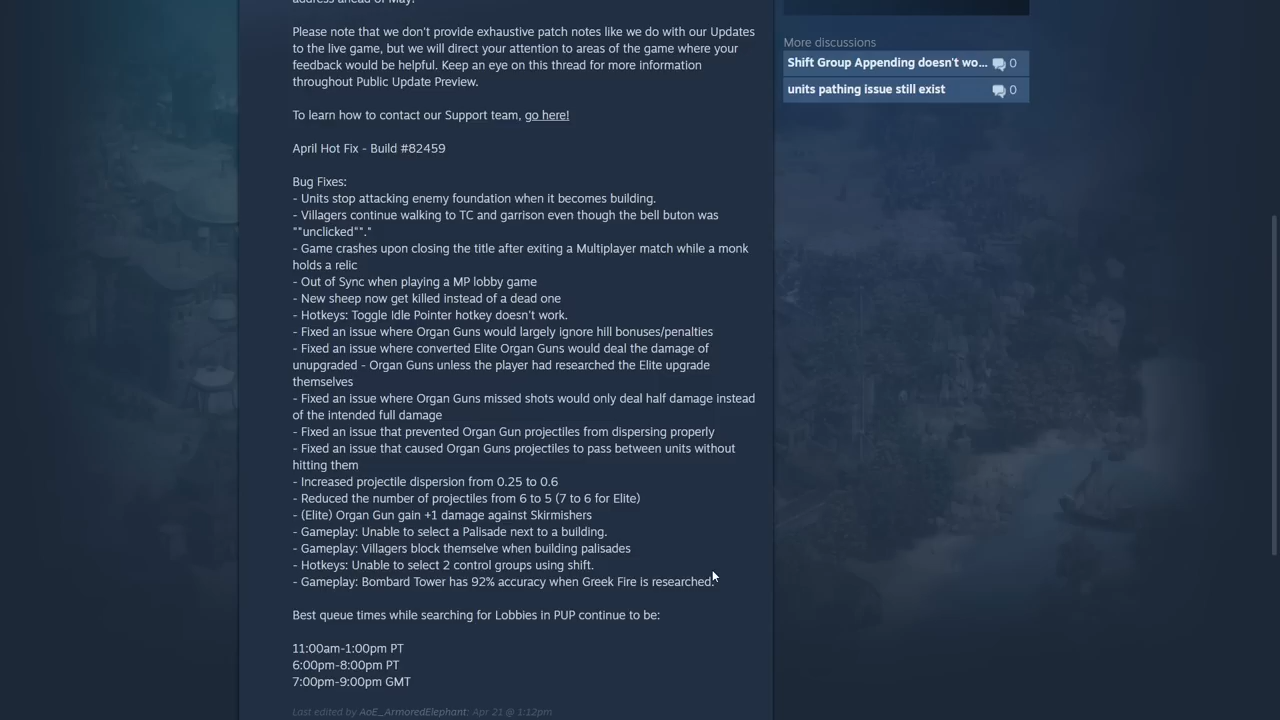 address ahead of May.
Please note that we don't provide exhaustive patch notes like we do with our Updates
to the live game, but we will direct your attention to areas of the game where your
feedback would be helpful. Keep an eye on this thread for more information
throughout Public Update Preview.
To learn how to contact our Support team, go here!
April Hot Fix - Build #82459
Bug Fixes:
- Units stop attacking enemy foundation when it becomes building.
- Villagers continue walking to TC and garrison even though the bell buton was
""unclicked""."
- Game crashes upon closing the title after exiting a Multiplayer match while a monk
holds a relic
- Out of Sync when playing a MP lobby game
- New sheep now get killed instead of a dead one
- Hotkeys: Toggle Idle Pointer hotkey doesn't work.
- Fixed an issue where Organ Guns would largely ignore hill bonuses/penalties
- Fixed an issue where converted Elite Organ Guns would deal the damage of
unupgraded - Organ Guns unless the player had researched the Elite upgrade
themselves
- Fixed an issue where Organ Guns missed shots would only deal half damage instead
of the intended full damage
- Fixed an issue that prevented Organ Gun projectiles from dispersing properly
- Fixed an issue that caused Organ Guns projectiles to pass between units without
hitting them
- Increased projectile dispersion from 0.25 to 0.6
- Reduced the number of projectiles from 6 to 5 (7 to 6 for Elite)
- (Elite) Organ Gun gain +1 damage against Skirmishers
- Gameplay: Unable to select a Palisade next to a building.
- Gameplay: Villagers block themselve when building palisades
- Hotkeys: Unable to select 2 control groups using shift.
- Gameplay: Bombard Tower has 92% accuracy when Greek Fire is researched.
Best queue times while searching for Lobbies in PUP continue to be:
11:00am-1:00pm PT
6:00pm-8:00pm PT
7:00pm-9:00pm GMT
Last edited by AoE_ArmoredElephant; Apr 21 @ 1:12pm
More discussions
Shift Group Appending doesn't wo... 0
units pathing issue still exist 0